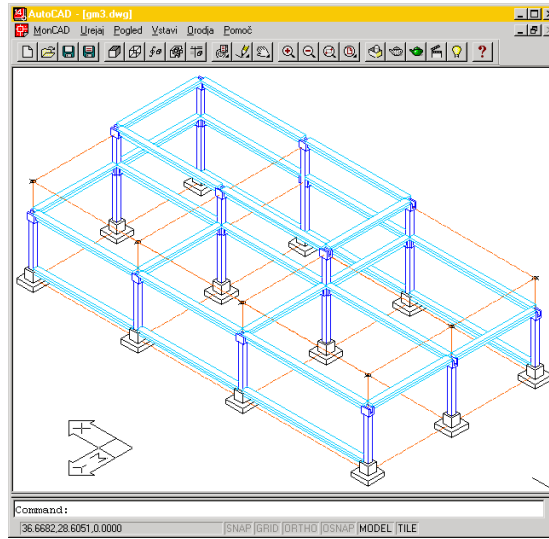 AutoCAD - [gm3.dwg]
MonCAD Urejaj Pogled Vstavi Orodja Pomoč
Command:
36.6682,28.6051,0.0000 SNAP GRID ORTHO OSNAP MODEL TILE